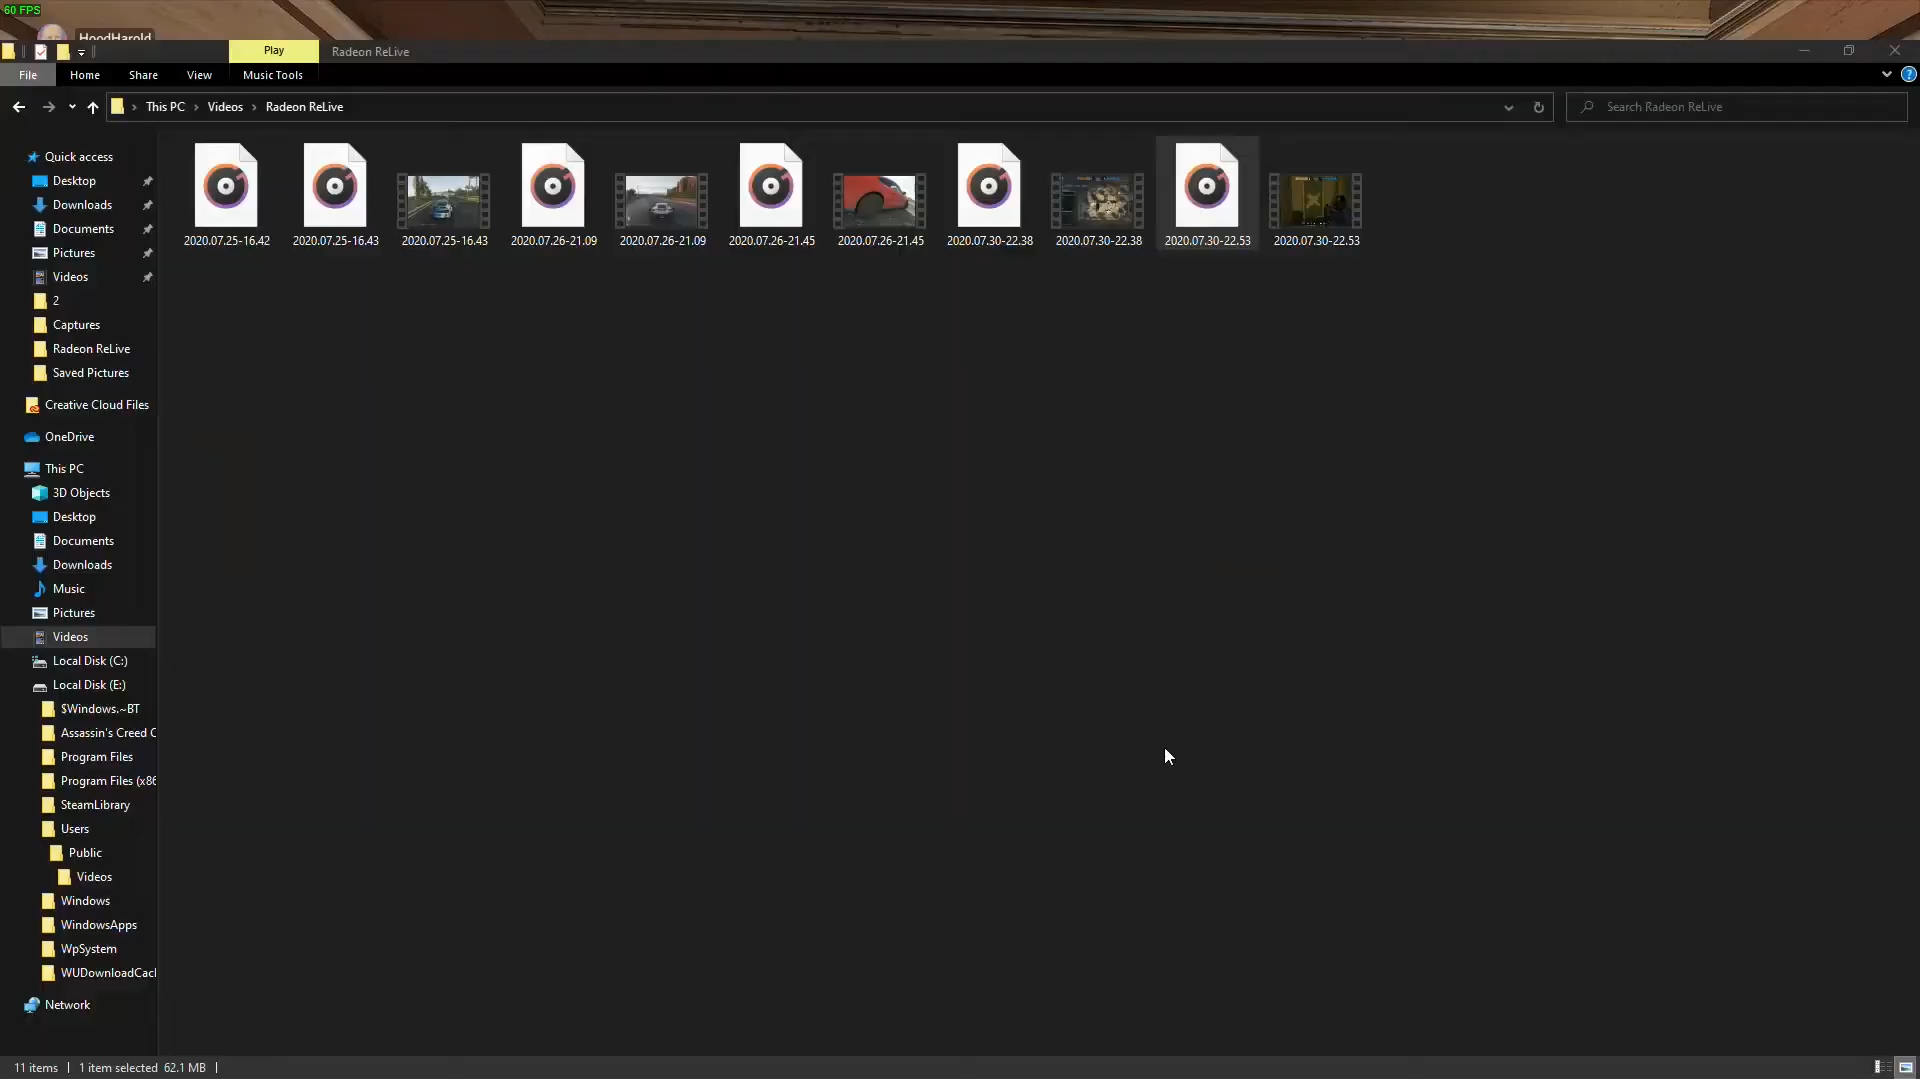 60 FPS
HoodHarold
Play
Radeon ReLive
File
Home
Share
View
Music Tools
This PC
Videos
Radeon ReLive
Search Radeon ReLive
Quick access
Desktop
Downloads
Documents
Pictures
Videos
2
Captures
Radeon ReLive
Saved Pictures
Creative Cloud Files
OneDrive
This PC
3D Objects
Desktop
Documents
Downloads
Music
Pictures
Videos
Local Disk (C:)
Local Disk (E:)
$Windows.~BT
Assassin's Creed C
Program Files
Program Files (x86
SteamLibrary
Users
Public
Videos
Windows
WindowsApps
WpSystem
WUDownloadCacl
Network
2020.07.25-16.42
2020.07.25-16.43
2020.07.25-16.43
2020.07.26-21.09
2020.07.26-21.09
2020.07.26-21.45
2020.07.26-21.45
2020.07.30-22.38
2020.07.30-22.38
2020.07.30-22.53
2020.07.30-22.53
11 items
1 item selected 62.1 MB